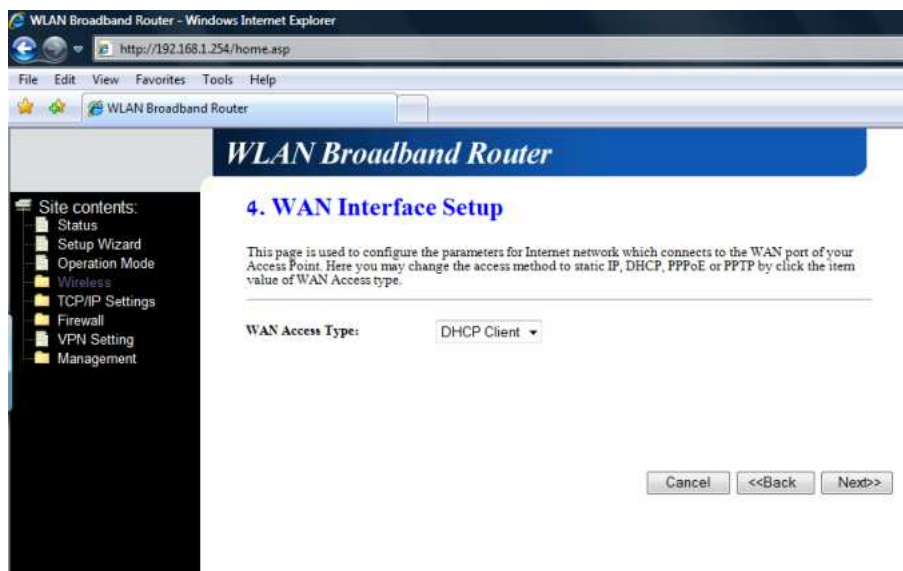 WLAN Broadband Router - Windows Internet Explorer
http://192.168.1.254/home.asp
File Edit View Favorites Tools Help
WLAN Broadband Router
WLAN Broadband Router
Site contents:
Status
Setup Wizard
Operation Mode
Wireless
TCP/IP Settings
Firewall
VPN Setting
Management
4. WAN Interface Setup
This page is used to configure the parameters for Internet network which connects to the WAN port of your
Access Point. Here you may change the access method to static IP, DHCP, PPPoE or PPTP by click the item
value of WAN Access type.
WAN Access Type: DHCP Client
Cancel <<Back Next>>